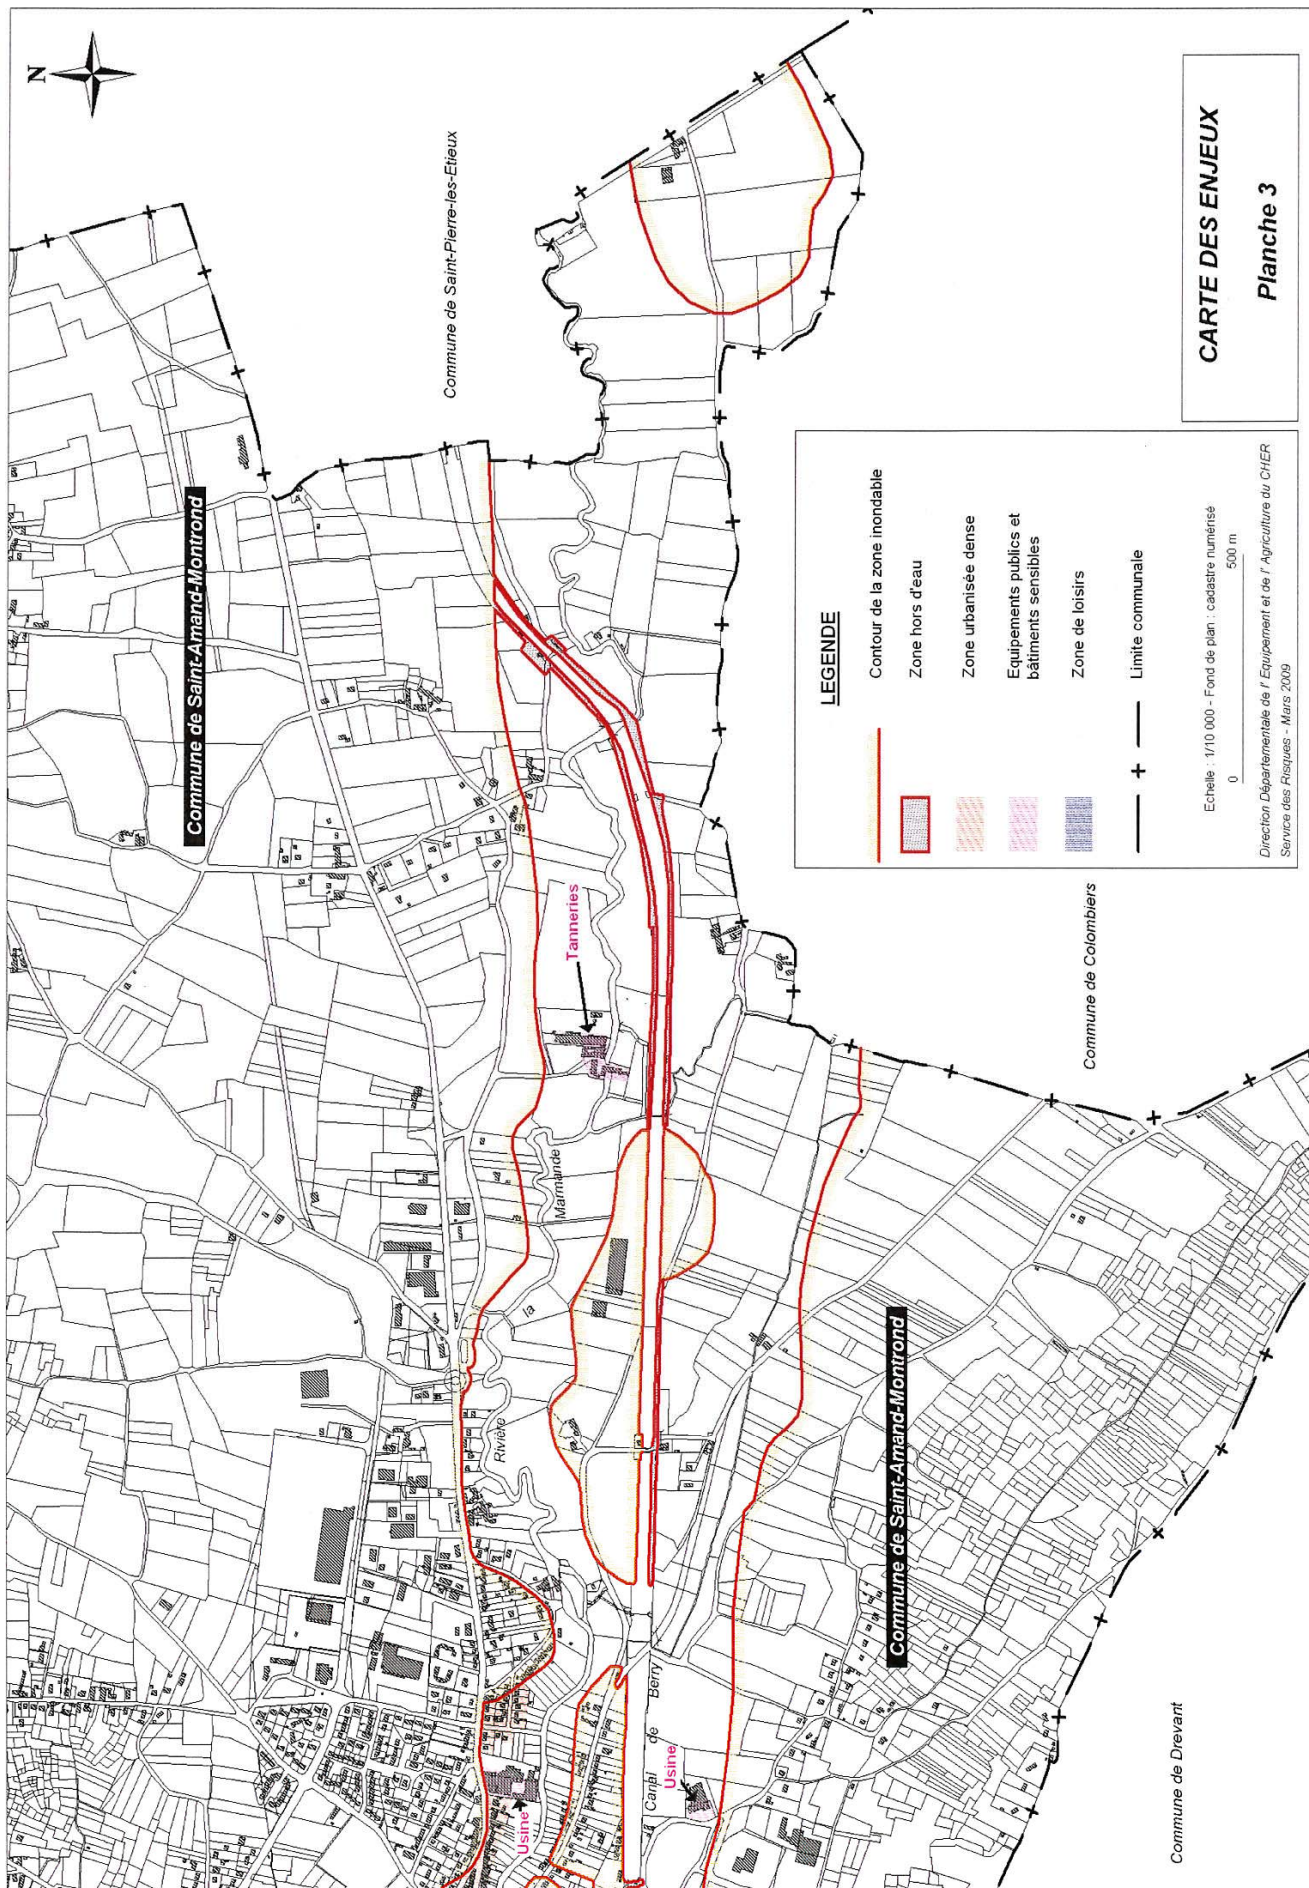 N
Commune de Saint-Pierre-les-Etieux
Commune de Saint-Amand-Montrond
Tanneries
Marmande
la
Rivière
Usine
Canal de Berry
Usine
Commune de Saint-Amand-Montrond
Commune de Colombiers
Commune de Drevant
CARTE DES ENJEUX
Planche 3
LEGENDE
Contour de la zone inondable
Zone hors d'eau
Zone urbanisée dense
Equipements publics et
bâtiments sensibles
Zone de loisirs
Limite communale
Echelle : 1/10 000 - Fond de plan : cadastre numérisé
0 500 m
Direction Départementale de l' Equipement et de l' Agriculture du CHER
Service des Risques - Mars 2009